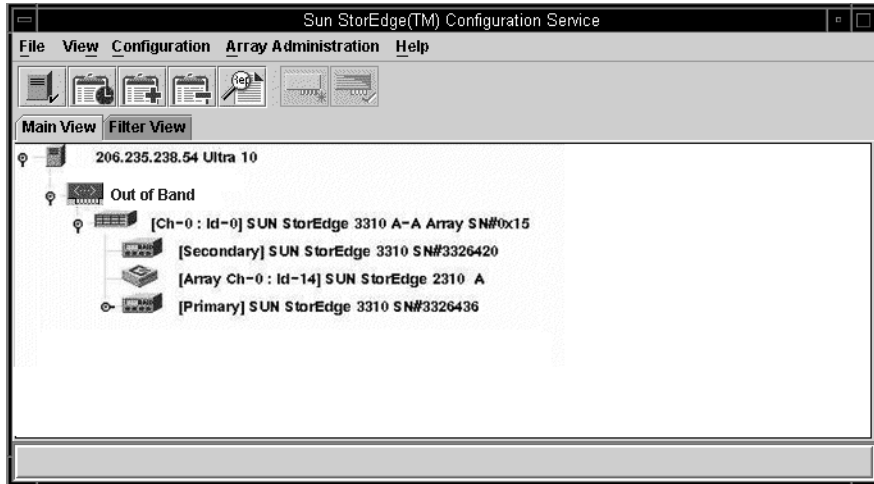 Sun StorEdge(TM) Configuration Service
File View Configuration Array Administration Help
rep
Main View Filter View
206.235.238.54 Ultra 10
Out of Band
[Ch-0 : Id-0] SUN StorEdge 3310 A-A Array SN#0x15
[Secondary] SUN StorEdge 3310 SN#3326420
[Array Ch-0 : Id-14] SUN StorEdge 2310 A
[Primary] SUN StorEdge 3310 SN#3326436